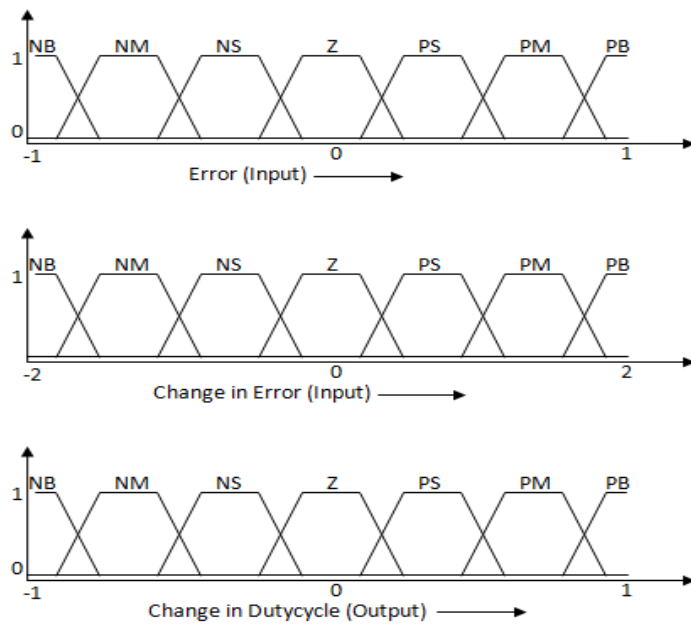 NB NM NS Z PS PM PB
1
0
-1 0 1
Error (Input)
NB NM NS Z PS PM PB
1
-2 0 2
Change in Error (Input)
NB NM NS Z PS PM PB
1
0
-1 0 1
Change in Dutycycle (Output)